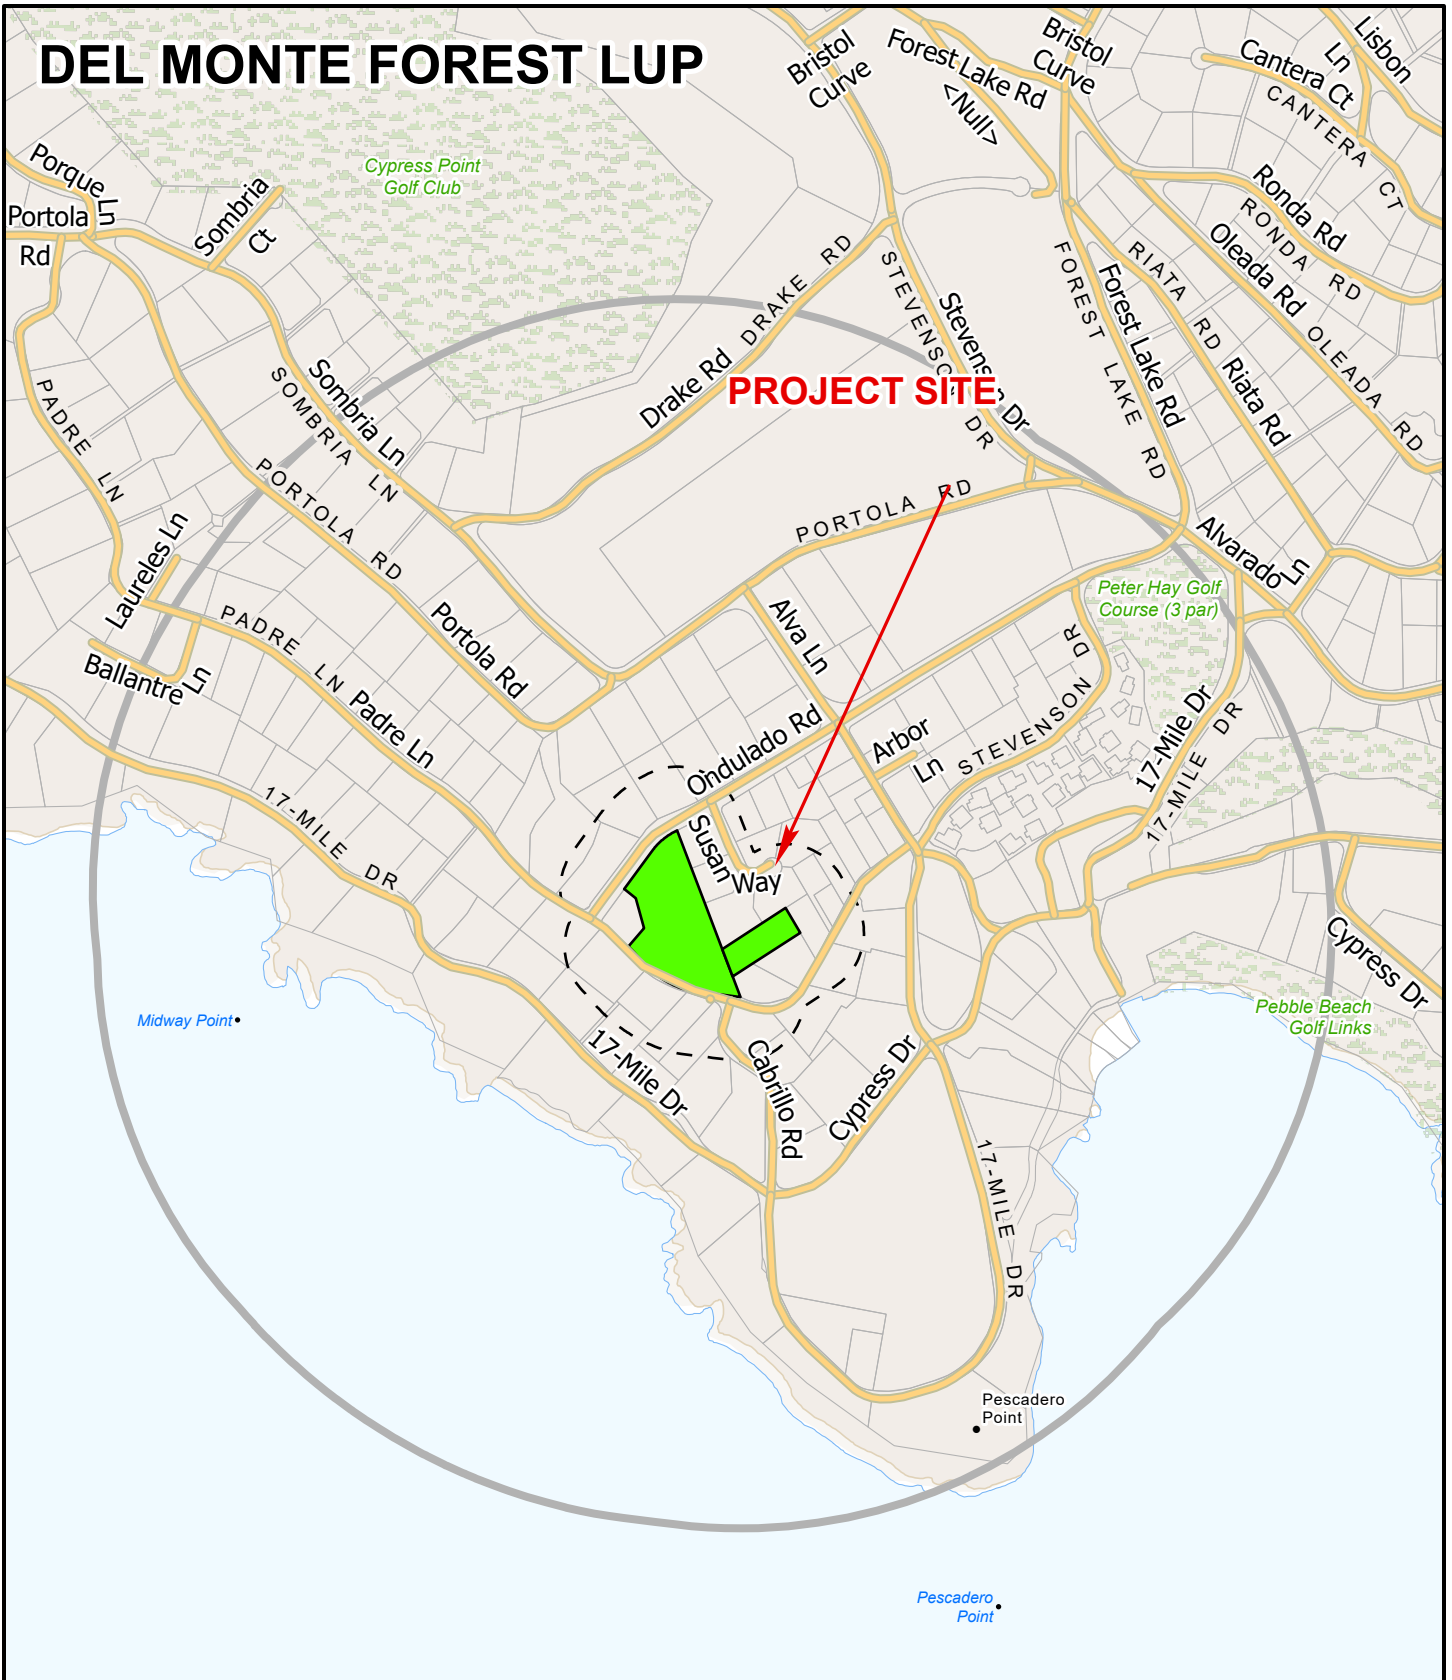 DEL MONTE FOREST LUP
Bristol
Curve
Forest Lake Rd
<Null>
Bristol
Curve
Cantera Ct
CANTERA CT
Ln
Lisbon
Cypress Point
Golf Club
Porque
Ln
Portola
Rd
Sombria
Ct
Ronda Rd
RONDA RD
Oleada Rd
OLEADA RD
DRAKE RD
Drake Rd
STEVENSON DR
Stevenson Dr
FOREST LAKE RD
Forest Lake Rd
RIATA RD
Riata Rd
PROJECT SITE
PADRE LN
SOMBRIA LN
Sombria Ln
PORTOLA RD
PORTOLA RD
Laureles Ln
Alvarado
Ln
Peter Hay Golf
Course (3 par)
PADRE LN
Portola Rd
Alva Ln
Ballantre
Ln
Padre Ln
Ondulado Rd
Arbor
Ln
STEVENSON DR
17-Mile Dr
17-MILE DR
17-MILE DR
Susan
Way
Cypress Dr
Pebble Beach
Golf Links
Midway Point
17-Mile Dr
Cabrillo Rd
Cypress Dr
17-MILE DR
Pescadero
Point
Pescadero
Point